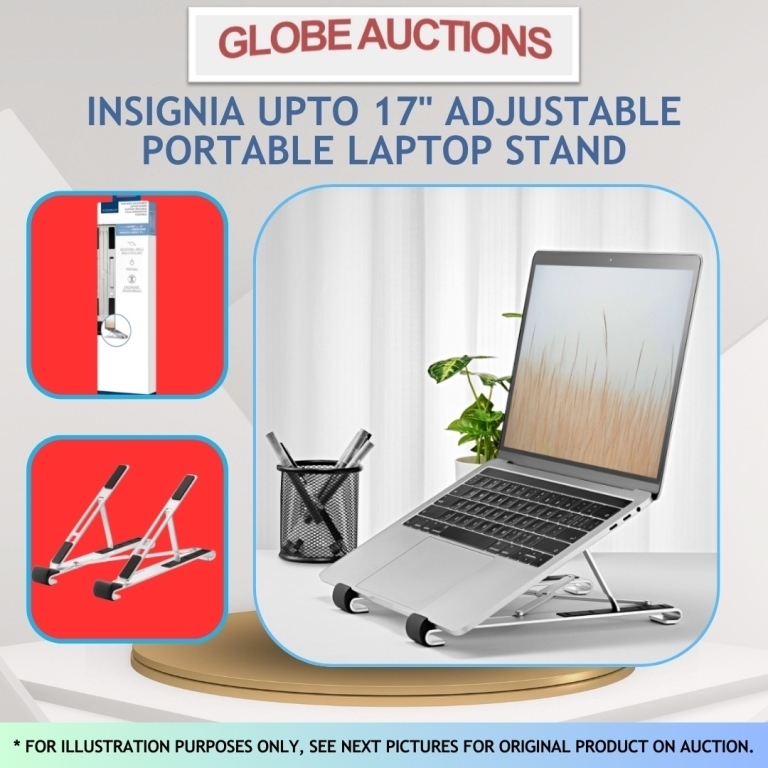 GLOBE AUCTIONS
INSIGNIA UPTO 17" ADJUSTABLE
PORTABLE LAPTOP STAND
* FOR ILLUSTRATION PURPOSES ONLY, SEE NEXT PICTURES FOR ORIGINAL PRODUCT ON AUCTION.